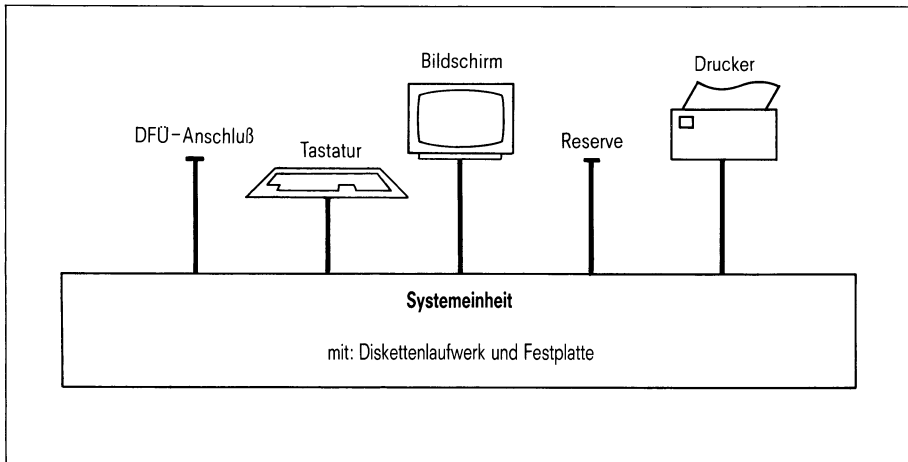 Bildschirm
Drucker
DFÜ-Anschluß
Tastatur
Reserve
Systemeinheit
mit: Diskettenlaufwerk und Festplatte